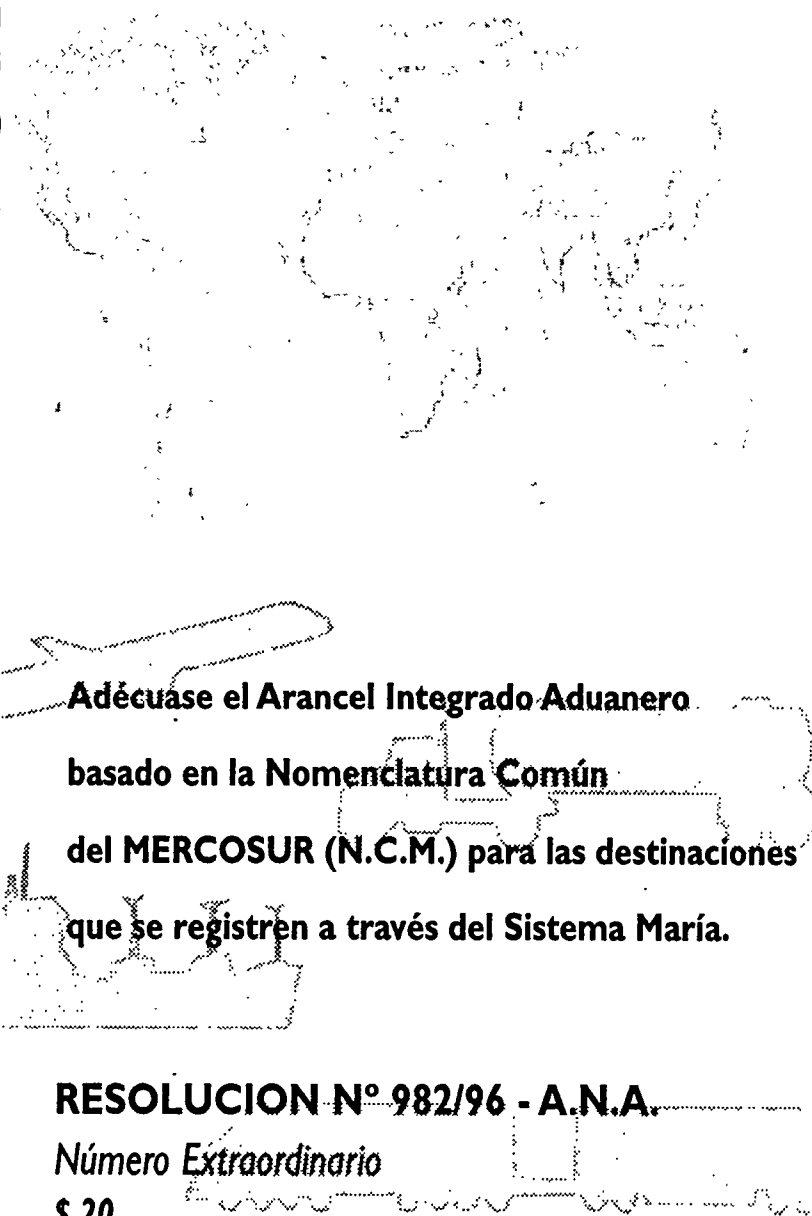 Adécuase el Arancel Integrado Aduanero
basado en la Nomenclatura Común
del MERCOSUR (N.C.M.) para las destinaciones
que se registren a través del Sistema María.
RESOLUCION Nº 982/96 - A.N.A.
Número Extraordinario
$ 20